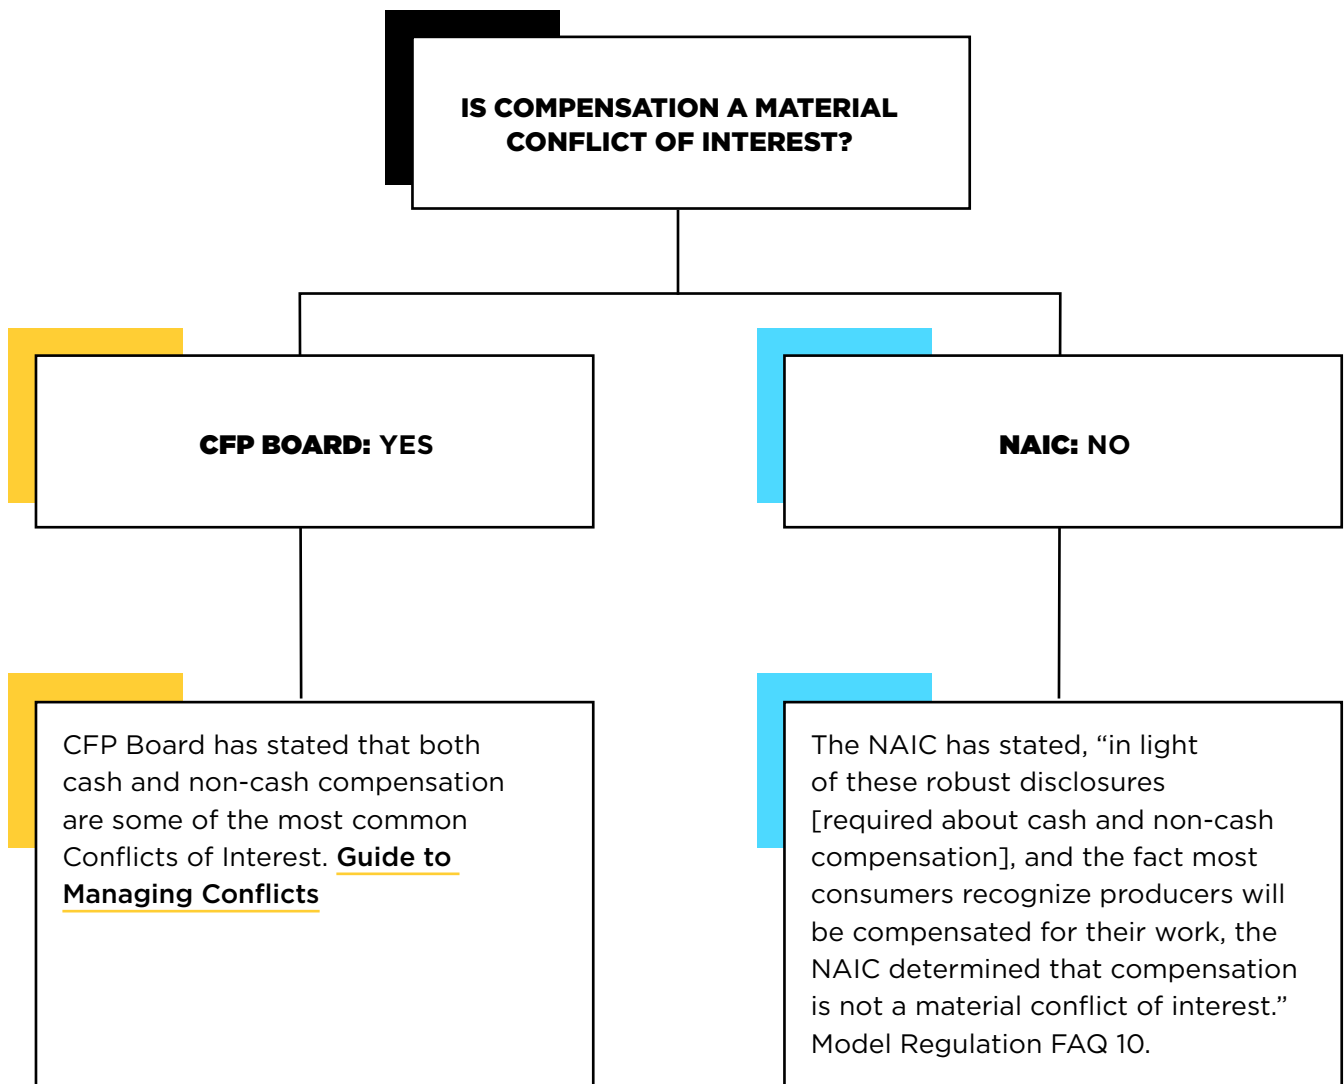 IS COMPENSATION A MATERIAL
CONFLICT OF INTEREST?
CFP BOARD: YES
NAIC: NO
CFP Board has stated that both
cash and non-cash compensation
are some of the most common
Conflicts of Interest. Guide to
Managing Conflicts
The NAIC has stated, “in light
of these robust disclosures
[required about cash and non-cash
compensation], and the fact most
consumers recognize producers will
be compensated for their work, the
NAIC determined that compensation
is not a material conflict of interest.”
Model Regulation FAQ 10.